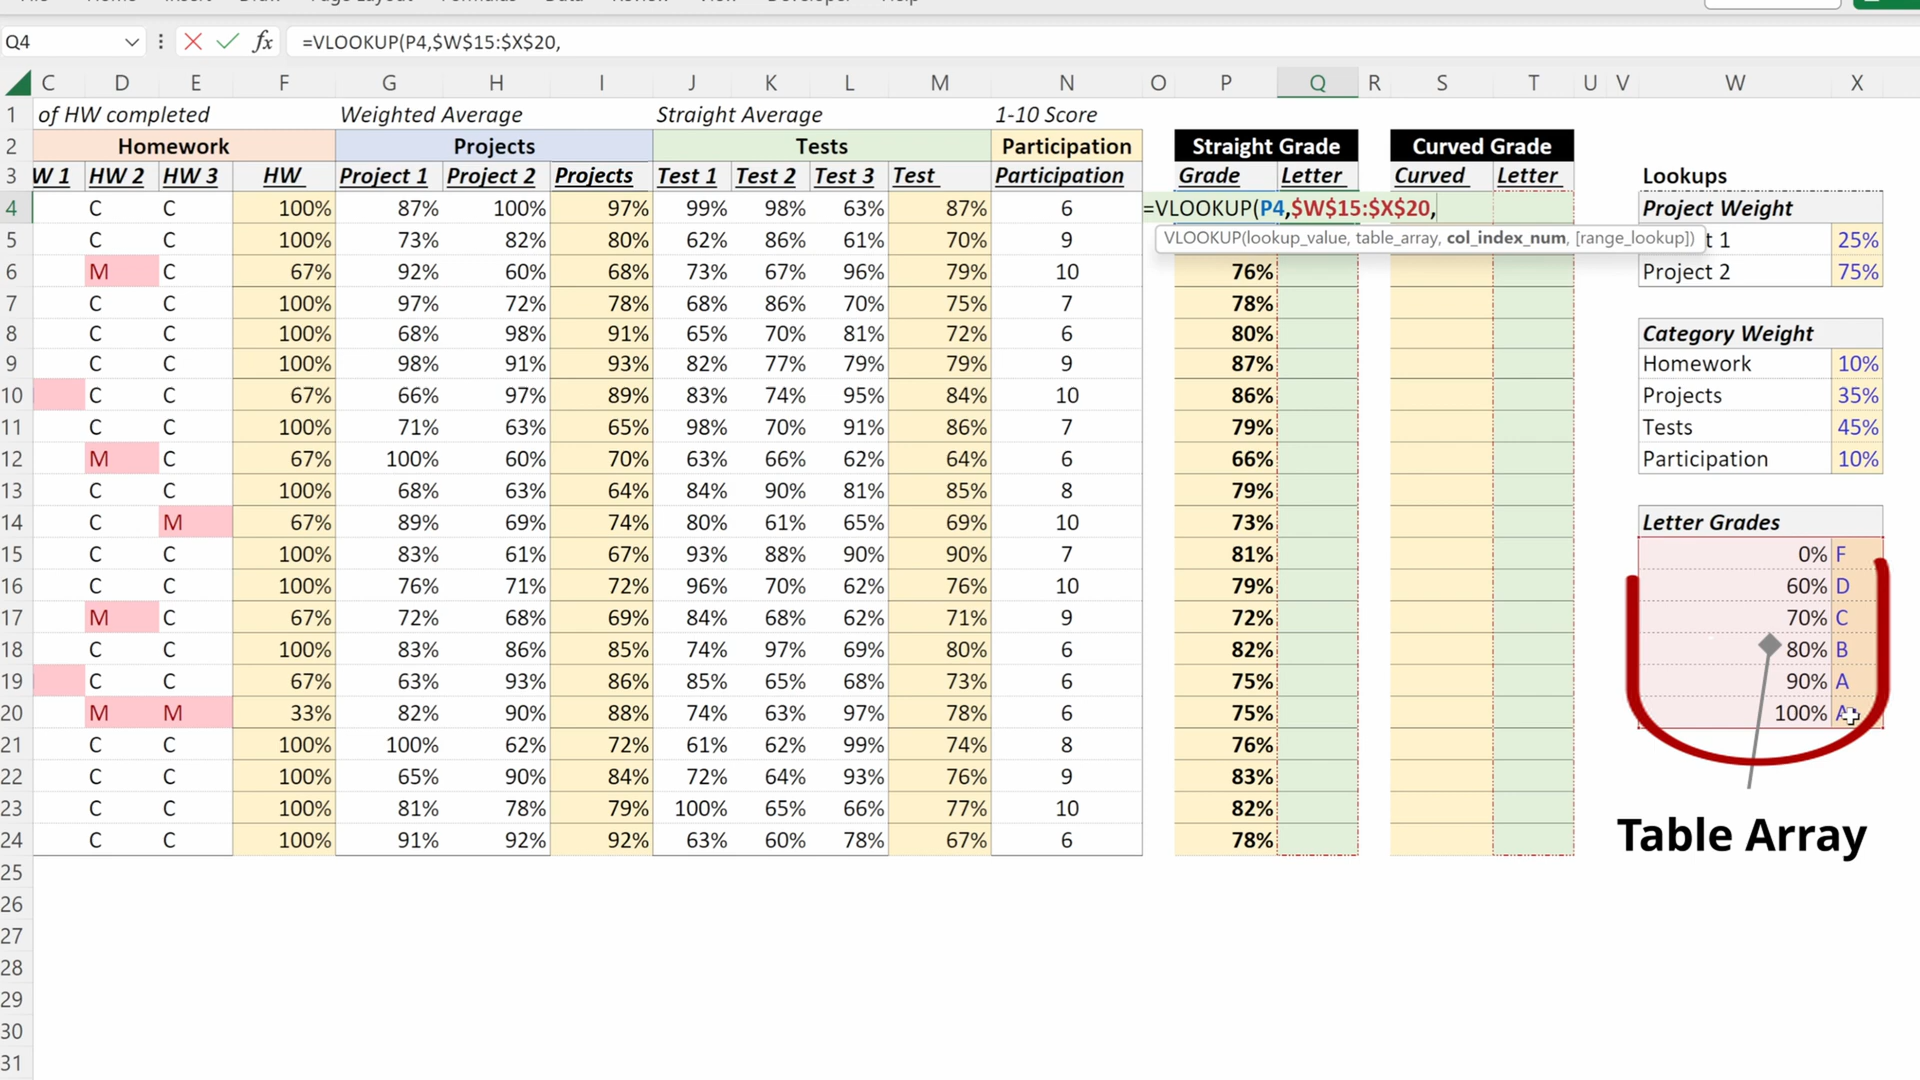 Q4 fx =VLOOKUP(P4,$W$15:$X$20,
C D E F G H I J K L M N O P Q R S T U V W X
1 of HW completed Weighted Average Straight Average 1-10 Score
2 Homework Projects Tests Participation Straight Grade Curved Grade
3 W 1 HW 2 HW 3 HW Project 1 Project 2 Projects Test 1 Test 2 Test 3 Test Participation Grade Letter Curved Letter Lookups
4 C C 100% 87% 100% 97% 99% 98% 63% 87% 6 =VLOOKUP(P4,$W$15:$X$20, Project Weight
VLOOKUP(lookup_value, table_array, col_index_num, [range_lookup])
5 C C 100% 73% 82% 80% 62% 86% 61% 70% 9 t 1 25%
6 M C 67% 92% 60% 68% 73% 67% 96% 79% 10 76% Project 2 75%
7 C C 100% 97% 72% 78% 68% 86% 70% 75% 7 78%
8 C C 100% 68% 98% 91% 65% 70% 81% 72% 6 80% Category Weight
9 C C 100% 98% 91% 93% 82% 77% 79% 79% 9 87% Homework 10%
10 C C 67% 66% 97% 89% 83% 74% 95% 84% 10 86% Projects 35%
11 C C 100% 71% 63% 65% 98% 70% 91% 86% 7 79% Tests 45%
12 M C 67% 100% 60% 70% 63% 66% 62% 64% 6 66% Participation 10%
13 C C 100% 68% 63% 64% 84% 90% 81% 85% 8 79%
14 C M 67% 89% 69% 74% 80% 61% 65% 69% 10 73% Letter Grades
15 C C 100% 83% 61% 67% 93% 88% 90% 90% 7 81% 0% F
16 C C 100% 76% 71% 72% 96% 70% 62% 76% 10 79% 60% D
17 M C 67% 72% 68% 69% 84% 68% 62% 71% 9 72% 70% C
18 C C 100% 83% 86% 85% 74% 97% 69% 80% 6 82% 80% B
19 C C 67% 63% 93% 86% 85% 65% 68% 73% 6 75% 90% A
20 M M 33% 82% 90% 88% 74% 63% 97% 78% 6 75% 100% A
21 C C 100% 100% 62% 72% 61% 62% 99% 74% 8 76%
22 C C 100% 65% 90% 84% 72% 64% 93% 76% 9 83%
23 C C 100% 81% 78% 79% 100% 65% 66% 77% 10 82%
24 C C 100% 91% 92% 92% 63% 60% 78% 67% 6 78%
Table Array
25
26
27
28
29
30
31